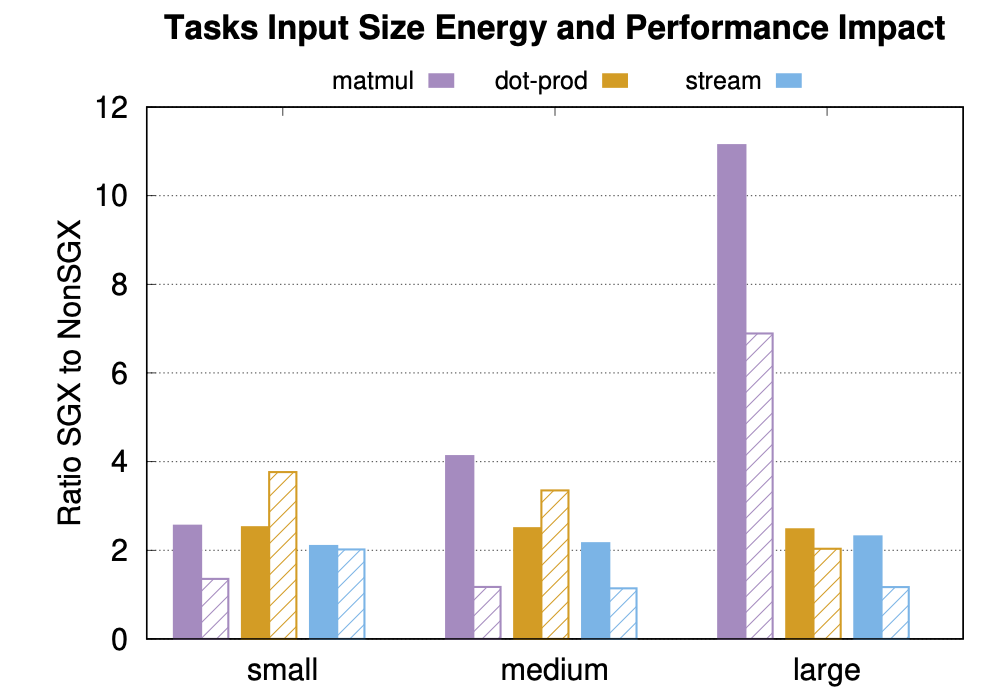 Tasks Input Size Energy and Performance Impact
matmul dot-prod stream
Ratio SGX to NonSGX
12
10
8
6
4
2
0
small medium large